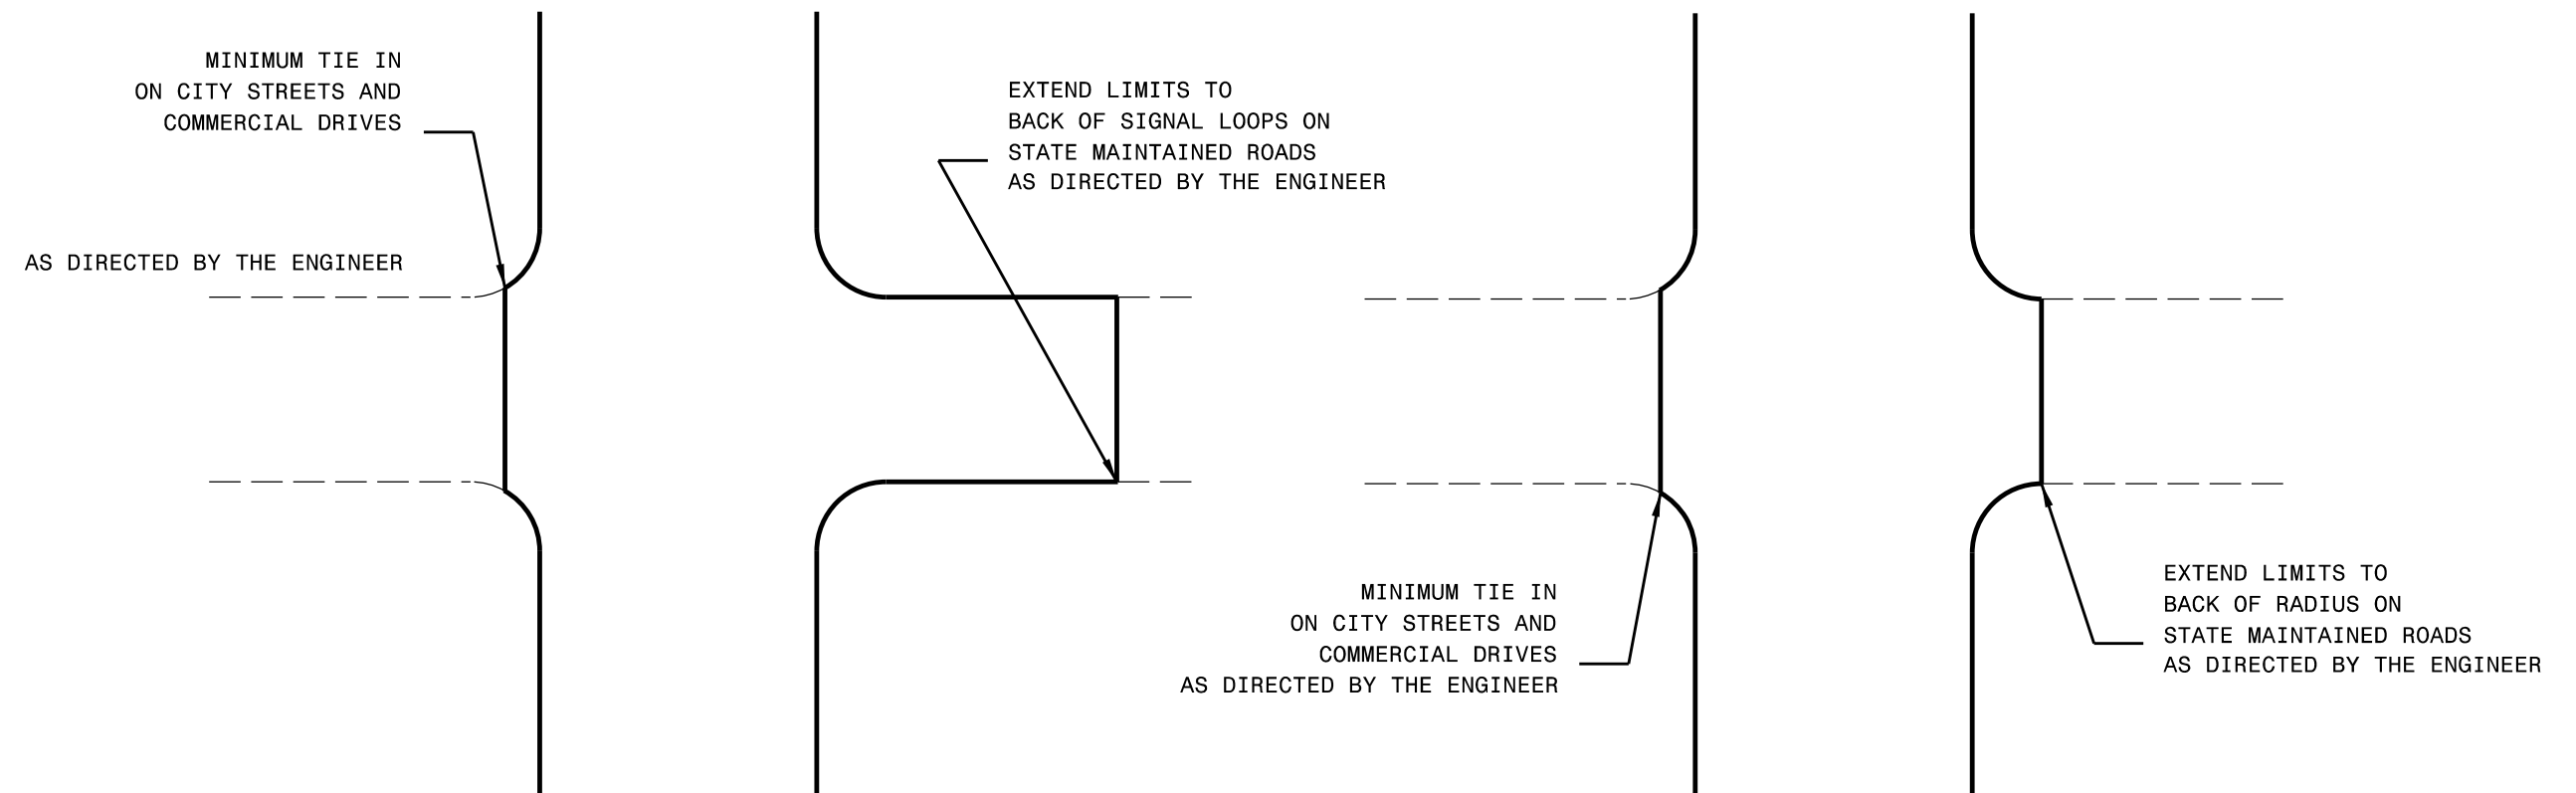 MINIMUM TIE IN
ON CITY STREETS AND
COMMERCIAL DRIVES
AS DIRECTED BY THE ENGINEER
EXTEND LIMITS TO
BACK OF SIGNAL LOOPS ON
STATE MAINTAINED ROADS
AS DIRECTED BY THE ENGINEER
MINIMUM TIE IN
ON CITY STREETS AND
COMMERCIAL DRIVES
AS DIRECTED BY THE ENGINEER
EXTEND LIMITS TO
BACK OF RADIUS ON
STATE MAINTAINED ROADS
AS DIRECTED BY THE ENGINEER